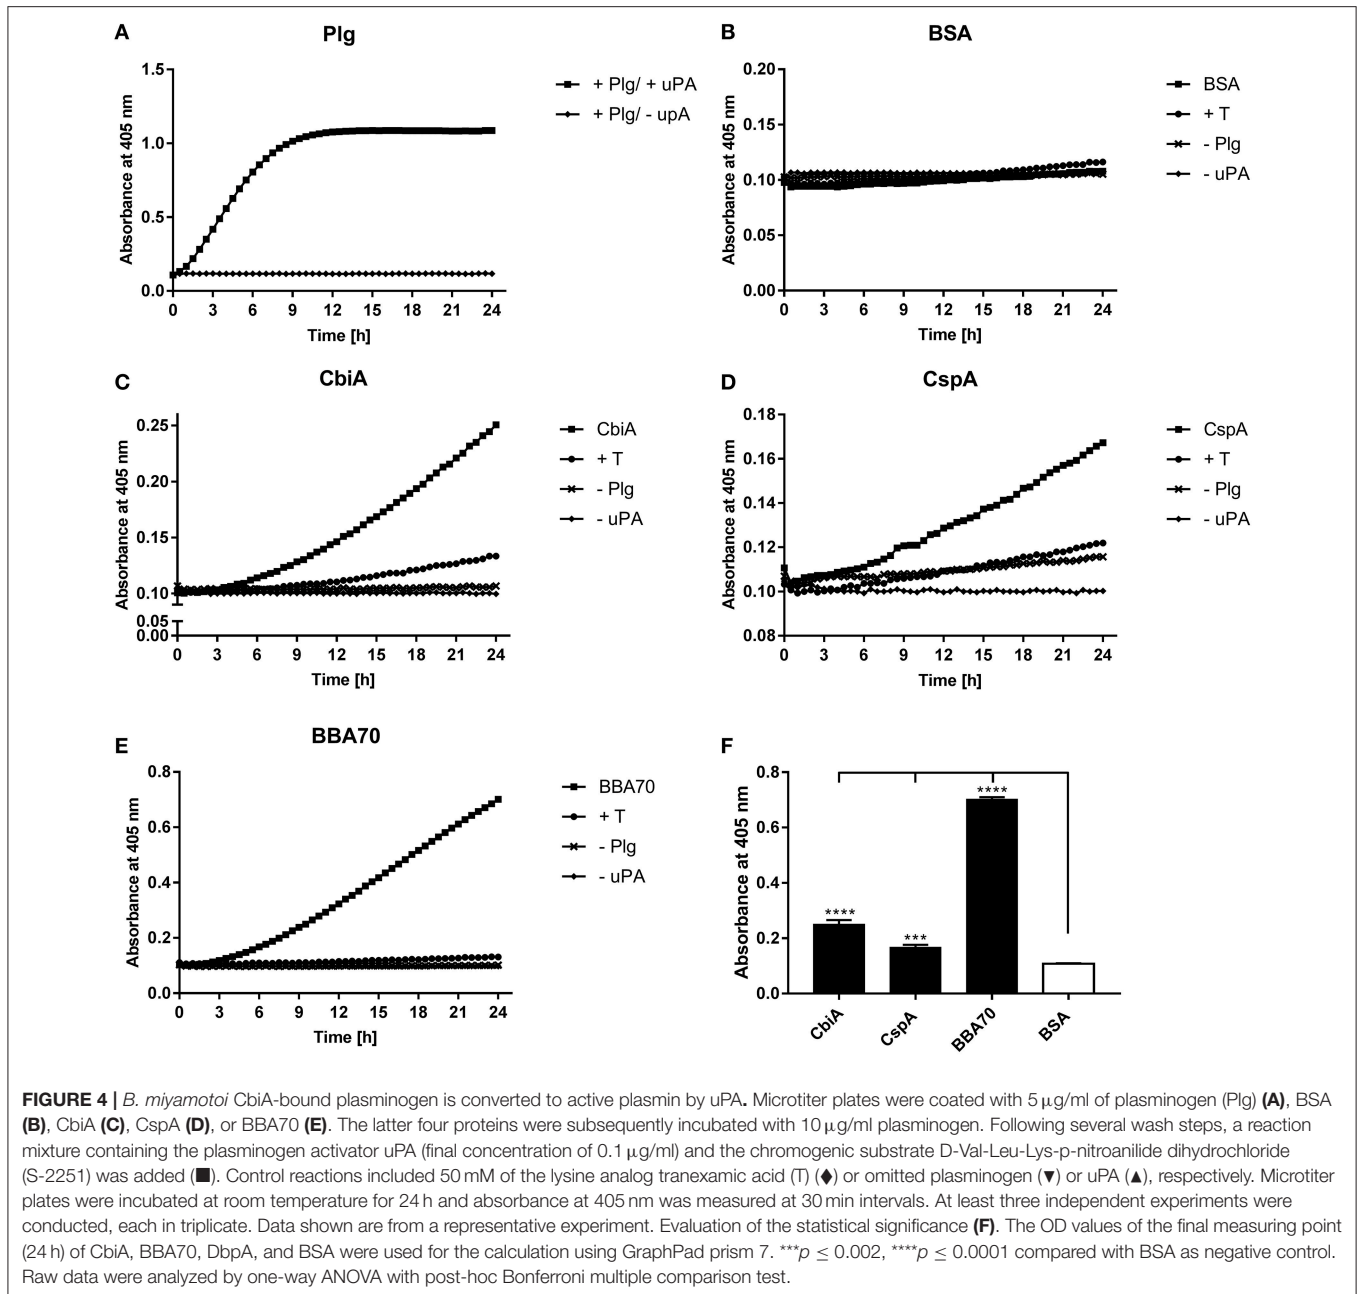 A
Plg
Absorbance at 405 nm
1.5
1.0
0.5
0.0
0 3 6 9 12 15 18 21 24
Time [h]
+ Plg/ + uPA
+ Plg/ - upA
B
BSA
Absorbance at 405 nm
0.20
0.15
0.10
0.05
0.00
0 3 6 9 12 15 18 21 24
Time [h]
BSA
+ T
- Plg
- uPA
C
CbiA
Absorbance at 405 nm
0.25
0.20
0.15
0.10
0.05
0.00
0 3 6 9 12 15 18 21 24
Time [h]
CbiA
+ T
- Plg
- uPA
D
CspA
Absorbance at 405 nm
0.18
0.16
0.14
0.12
0.10
0.08
0 3 6 9 12 15 18 21 24
Time [h]
CspA
+ T
- Plg
- uPA
E
BBA70
Absorbance at 405 nm
0.8
0.6
0.4
0.2
0.0
0 3 6 9 12 15 18 21 24
Time [h]
BBA70
+ T
- Plg
- uPA
F
Absorbance at 405 nm
0.8
0.6
0.4
0.2
0.0
****
***
****
CbiA
CspA
BBA70
BSA
FIGURE 4 | B. miyamotoi CbiA-bound plasminogen is converted to active plasmin by uPA. Microtiter plates were coated with 5 μg/ml of plasminogen (Plg) (A), BSA
(B), CbiA (C), CspA (D), or BBA70 (E). The latter four proteins were subsequently incubated with 10 μg/ml plasminogen. Following several wash steps, a reaction
mixture containing the plasminogen activator uPA (final concentration of 0.1 μg/ml) and the chromogenic substrate D-Val-Leu-Lys-p-nitroanilide dihydrochloride
(S-2251) was added (■). Control reactions included 50 mM of the lysine analog tranexamic acid (T) (♦) or omitted plasminogen (▼) or uPA (▲), respectively. Microtiter
plates were incubated at room temperature for 24 h and absorbance at 405 nm was measured at 30 min intervals. At least three independent experiments were
conducted, each in triplicate. Data shown are from a representative experiment. Evaluation of the statistical significance (F). The OD values of the final measuring point
(24 h) of CbiA, BBA70, DbpA, and BSA were used for the calculation using GraphPad prism 7. ***p ≤ 0.002, ****p ≤ 0.0001 compared with BSA as negative control.
Raw data were analyzed by one-way ANOVA with post-hoc Bonferroni multiple comparison test.